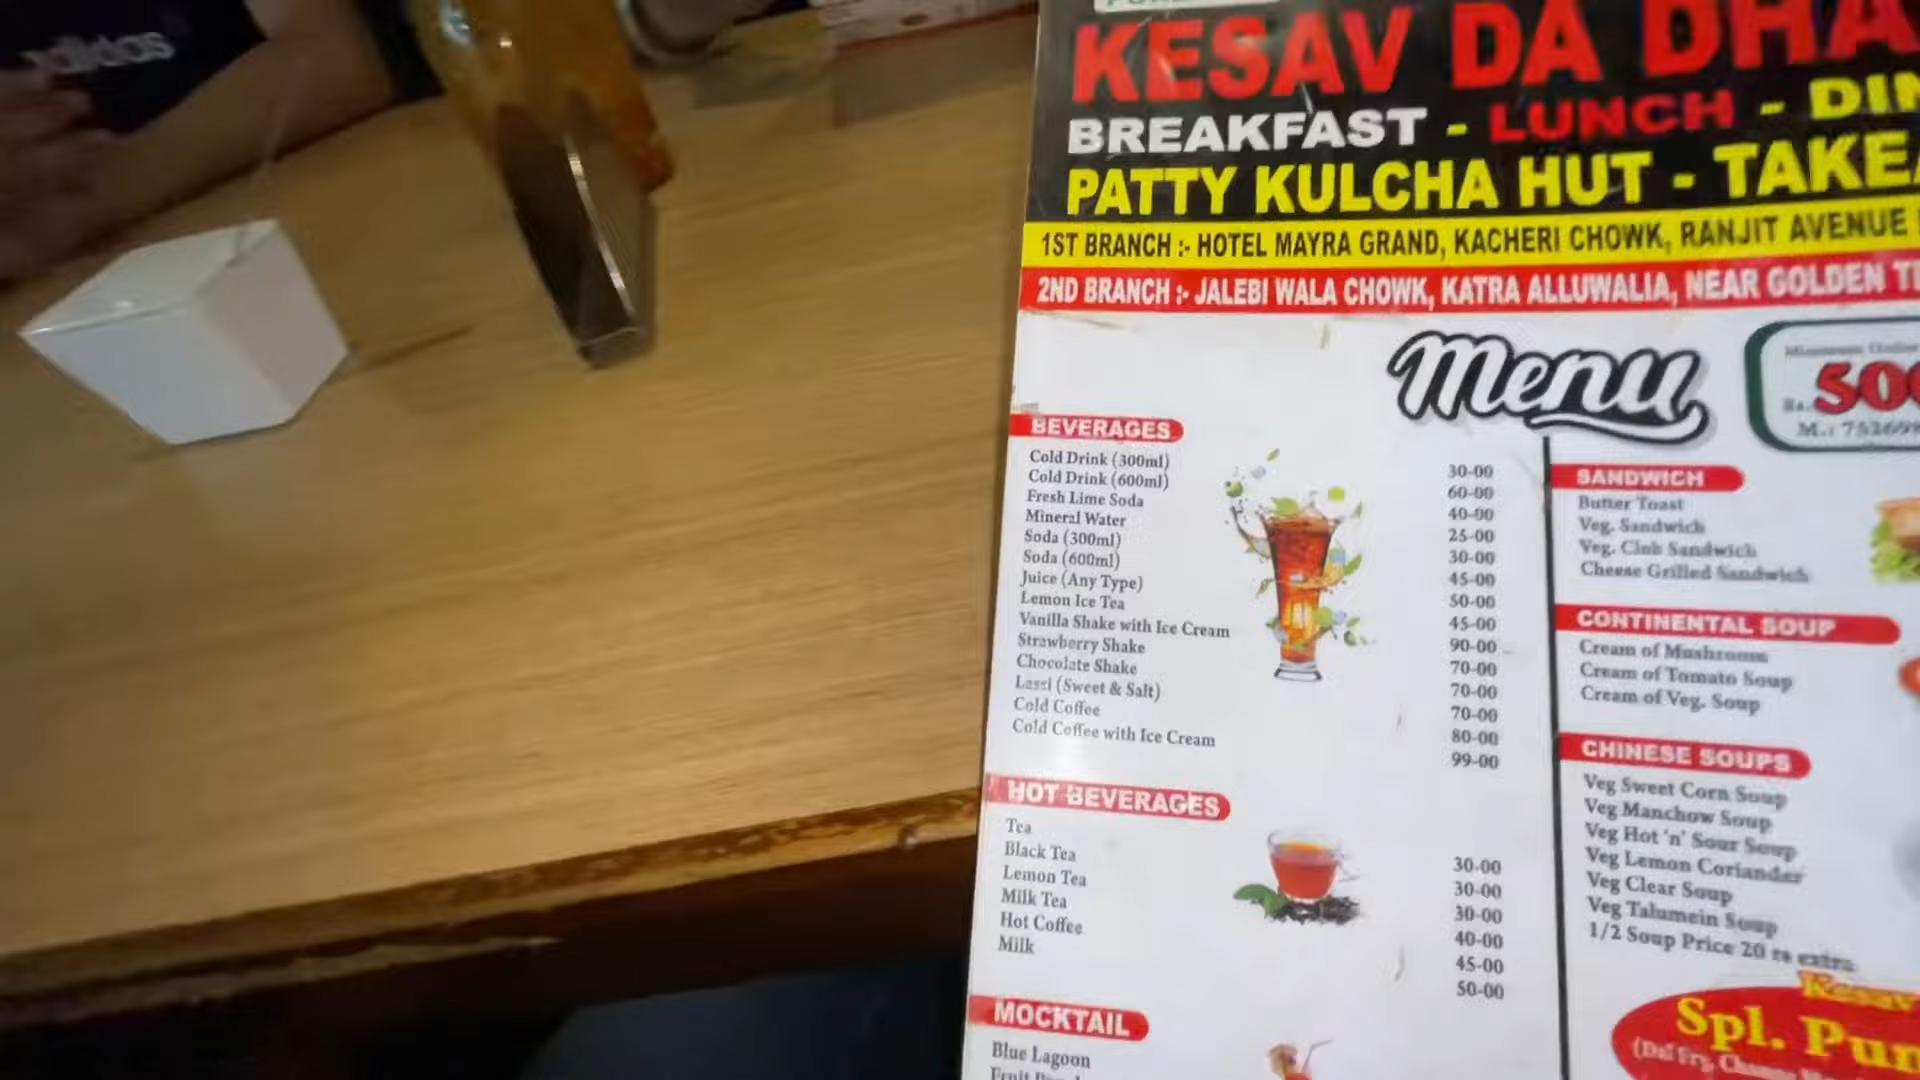 adidas
KESAV DA
BREAKFAST - LUNCH -
PATTY KULCHA HUT -
1ST BRANCH :- HOTEL MAYRA GRAND, KACHERI CHOWK, RANJIT AVENUE
2ND BRANCH :- JALEBI WALA CHOWK, KATRA ALLUWALIA, NEAR GOLDEN
Menu
BEVERAGES
Cold Drink (300ml) 30-00
Cold Drink (600ml) 60-00
Fresh Lime Soda 40-00
Mineral Water 25-00
Soda (300ml) 30-00
Soda (600ml) 45-00
Juice (Any Type) 50-00
Lemon Ice Tea 45-00
Vanilla Shake with Ice Cream 90-00
Strawberry Shake 70-00
Chocolate Shake 70-00
Lassi (Sweet & Salt) 70-00
Cold Coffee 80-00
Cold Coffee with Ice Cream 99-00
HOT BEVERAGES
Tea 30-00
Black Tea 30-00
Lemon Tea 30-00
Milk Tea 40-00
Hot Coffee 45-00
Milk 50-00
MOCKTAIL
Blue Lagoon
SANDWICH
Butter Toast
Veg. Sandwich
Veg. Club Sandwich
Cheese Grilled Sandwich
CONTINENTAL SOUP
Cream of Mushroom
Cream of Tomato Soup
Cream of Veg. Soup
CHINESE SOUPS
Veg Sweet Corn Soup
Veg Manchow Soup
Veg Hot 'n' Sour Soup
Veg Lemon Coriander
Veg Clear Soup
Veg Talumein Soup
1/2 Soup Price 20 rs extra
Kesav
Spl.
(Dal Fry,